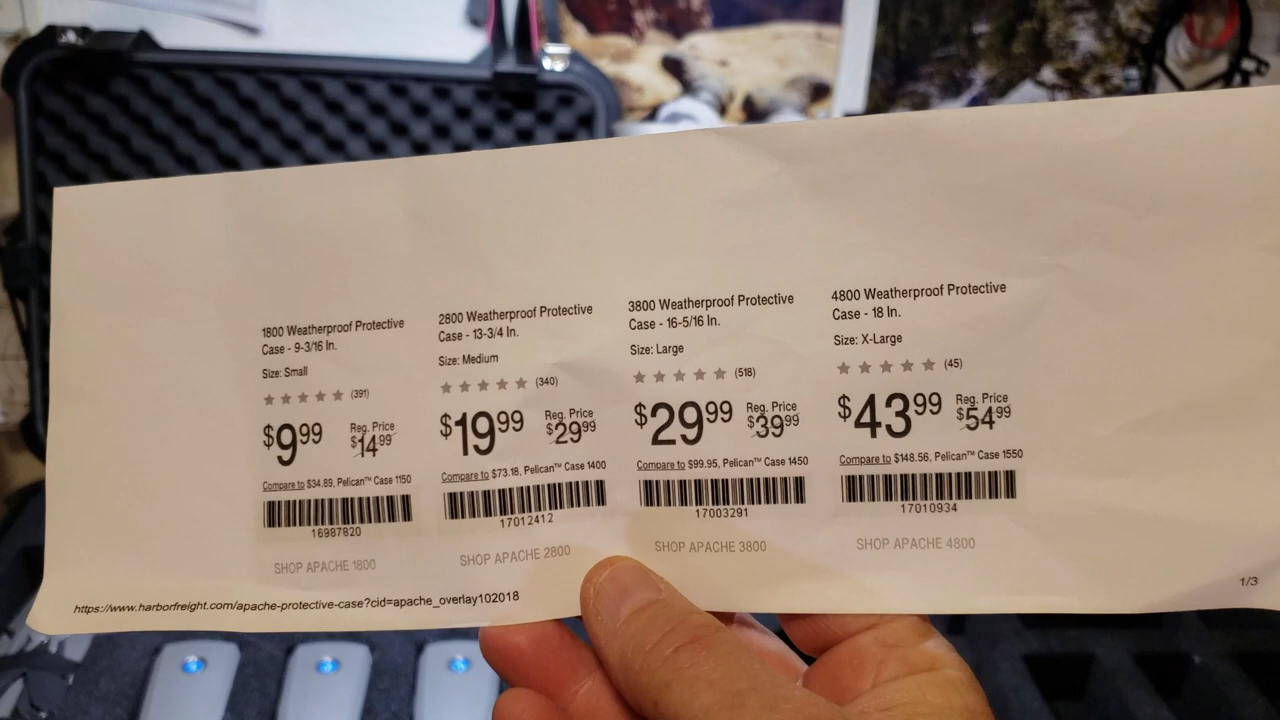 1800 Weatherproof Protective
Case - 9-3/16 In.
Size: Small
(391)
$9.99
Reg. Price
$14.99
Compare to $34.89, Pelican™ Case 1150
16987820
SHOP APACHE 1800
2800 Weatherproof Protective
Case - 13-3/4 In.
Size: Medium
(340)
$19.99
Reg. Price
$29.99
Compare to $73.18, Pelican™ Case 1400
17012412
SHOP APACHE 2800
3800 Weatherproof Protective
Case - 16-5/16 In.
Size: Large
(518)
$29.99
Reg. Price
$39.99
Compare to $99.95, Pelican™ Case 1450
17003291
SHOP APACHE 3800
4800 Weatherproof Protective
Case - 18 In.
Size: X-Large
(45)
$43.99
Reg. Price
$54.99
Compare to $148.56, Pelican™ Case 1550
17010934
SHOP APACHE 4800
https://www.harborfreight.com/apache-protective-case?cid=apache_overlay102018
1/3